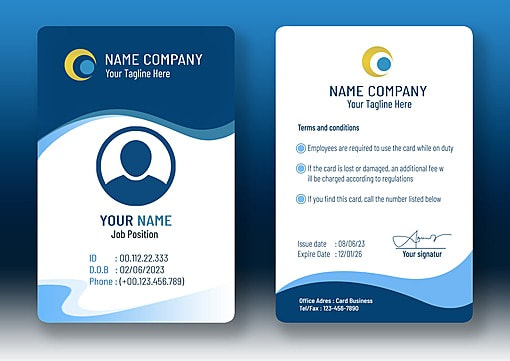 NAME COMPANY
Your Tagline Here
YOUR NAME
Job Position
ID : 00.112.22.333
D.O.B : 02/06/2023
Phone : (+00.123.456.789)
NAME COMPANY
Your Tagline Here
Terms and conditions
Employees are required to use the card while on duty
If the card is lost or damaged, an additional fee w
ill be charged according to regulations
If you find this card, call the number listed below
Issue date : 08/06/23
Expire Date : 12/01/26
Your signatur
Office Adres : Card Business
Tel/Fax : 123-456-7890